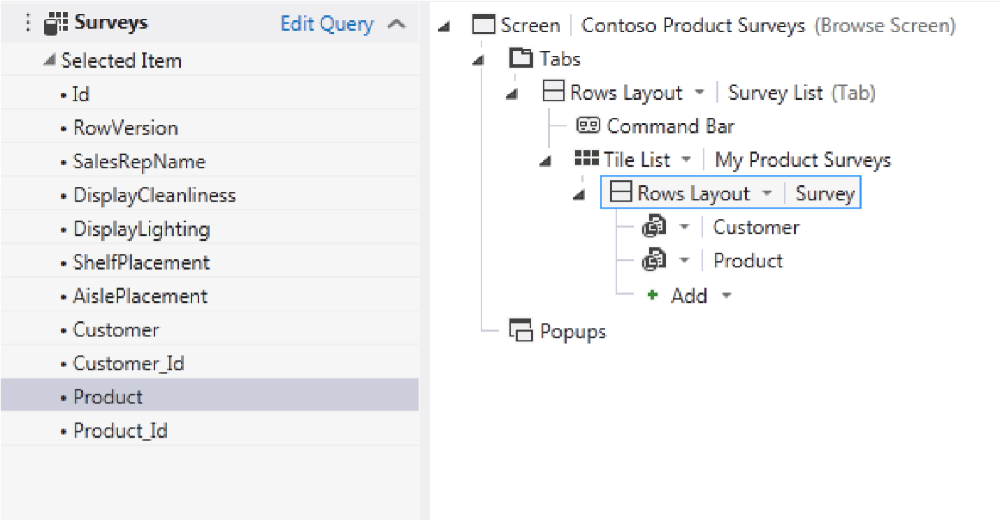 Surveys Edit Query
Selected Item
Id
RowVersion
SalesRepName
DisplayCleanliness
DisplayLighting
ShelfPlacement
AislePlacement
Customer
Customer_Id
Product
Product_Id
Screen Contoso Product Surveys (Browse Screen)
Tabs
Rows Layout Survey List (Tab)
Command Bar
Tile List My Product Surveys
Rows Layout Survey
Customer
Product
Add
Popups